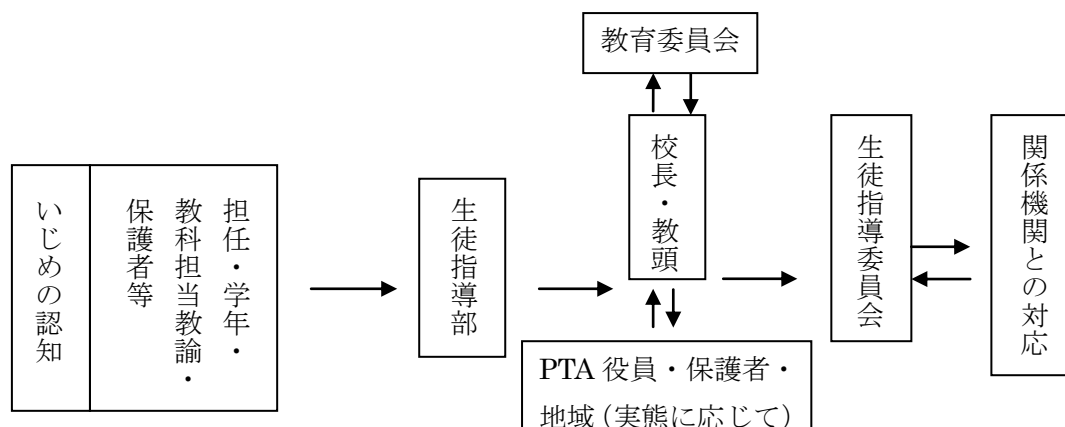 教育委員会
いじめの認知
担任・学年・
教科担当教諭・
保護者等
生徒指導部
校長・教頭
生徒指導委員会
関係機関との対応
PTA 役員・保護者・
地域（実態に応じて）